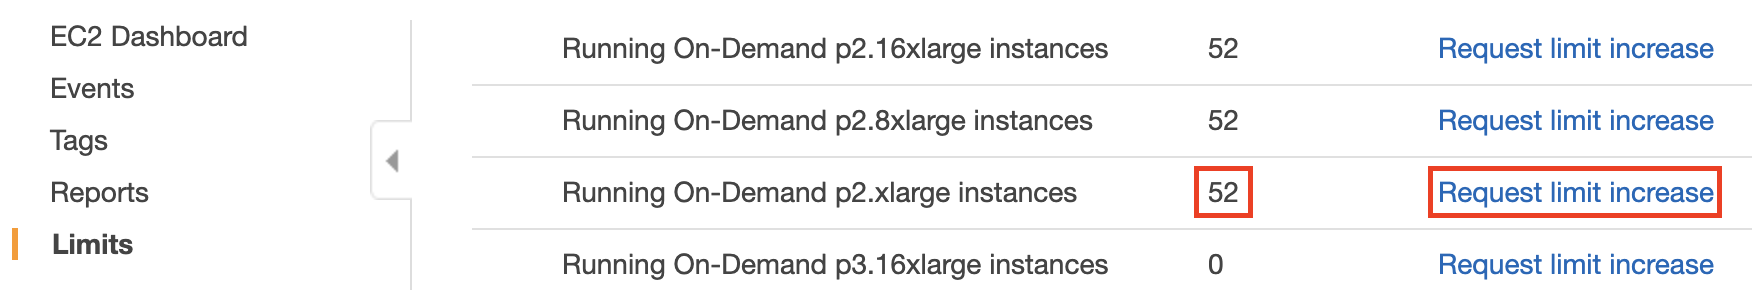 EC2 Dashboard
Events
Tags
Reports
Limits
Running On-Demand p2.16xlarge instances 52 Request limit increase
Running On-Demand p2.8xlarge instances 52 Request limit increase
Running On-Demand p2.xlarge instances 52 Request limit increase
Running On-Demand p3.16xlarge instances 0 Request limit increase